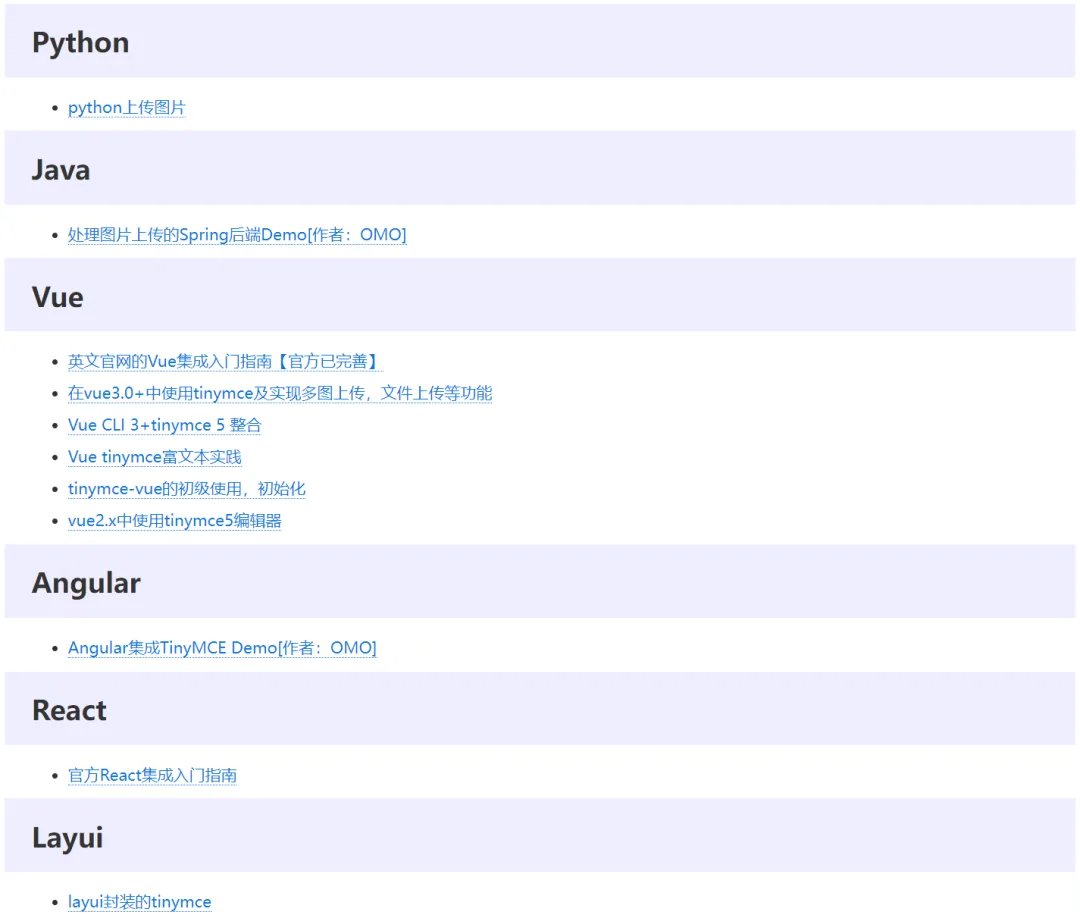 Python
python上传图片
Java
处理图片上传的Spring后端Demo[作者：OMO]
Vue
英文官网的Vue集成入门指南【官方已完善】
在vue3.0+中使用tinymce及实现多图上传，文件上传等功能
Vue CLI 3+tinymce 5 整合
Vue tinymce富文本实践
tinymce-vue的初级使用，初始化
vue2.x中使用tinymce5编辑器
Angular
Angular集成TinyMCE Demo[作者：OMO]
React
官方React集成入门指南
Layui
layui封装的tinymce